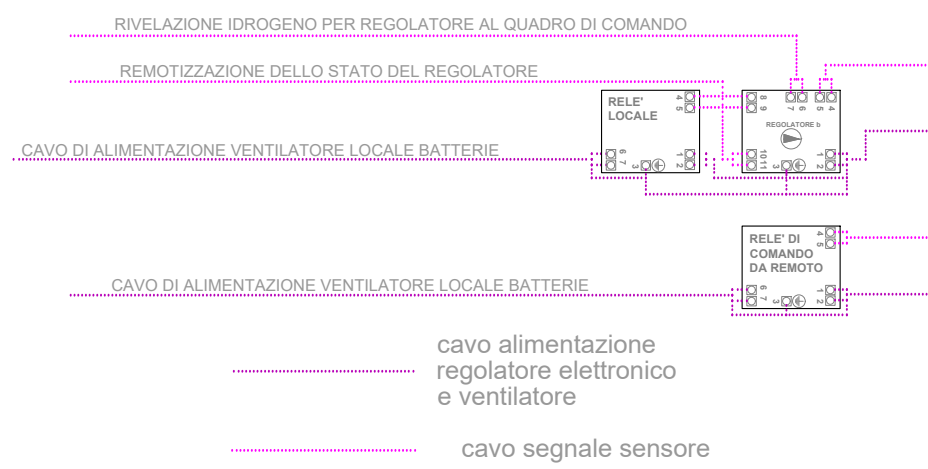 RIVELAZIONE IDROGENO PER REGOLATORE AL QUADRO DI COMANDO
REMOTIZZAZIONE DELLO STATO DEL REGOLATORE
RELE'
LOCALE
4
5
6
7
3
1
2
8
9
7
6
5
4
REGOLATORE b
10
11
3
1
2
CAVO DI ALIMENTAZIONE VENTILATORE LOCALE BATTERIE
RELE' DI
COMANDO
DA REMOTO
4
5
6
7
3
1
2
CAVO DI ALIMENTAZIONE VENTILATORE LOCALE BATTERIE
cavo alimentazione
regolatore elettronico
e ventilatore
cavo segnale sensore